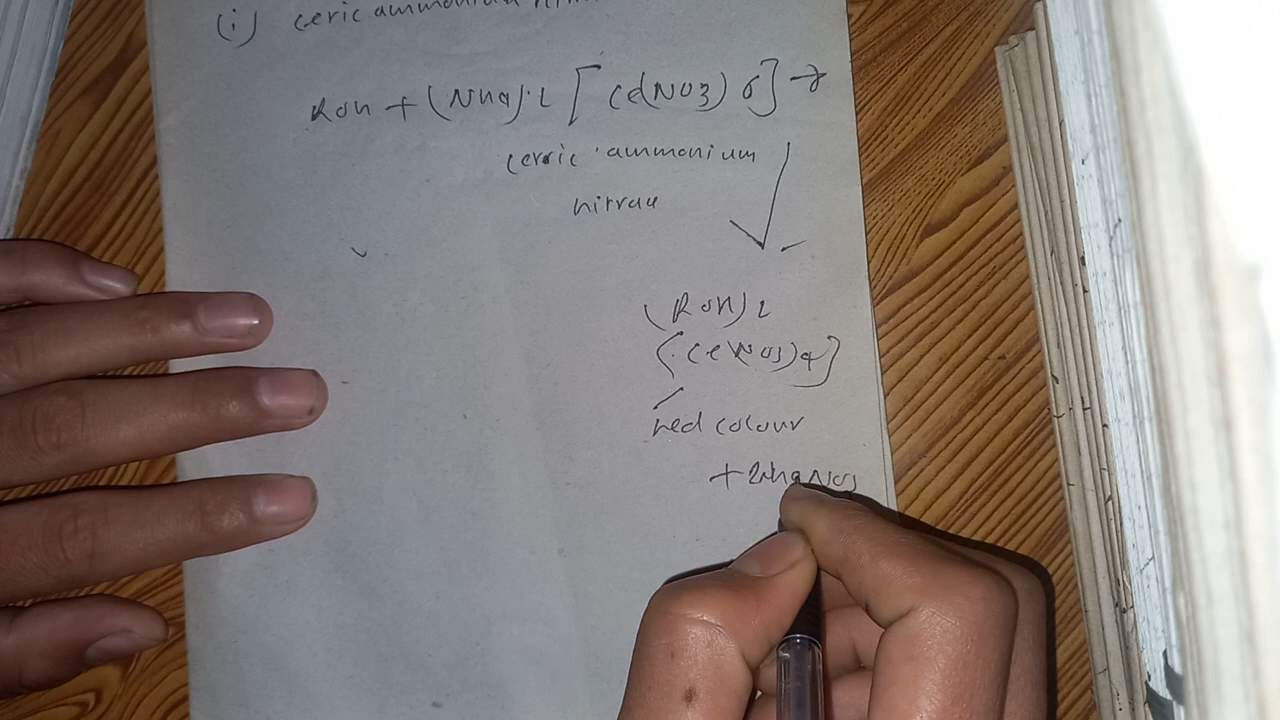 (i) ceric ammonium
ROH + (NH4)2 [Ce(NO3)6] →
ceric ammonium
nitrate
(ROH)2
[Ce(NO3)4]
red colour
+ 2NH4NO3